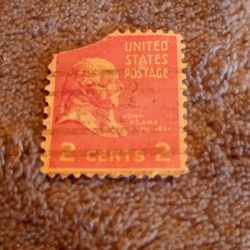 UNITED
STATES
POSTAGE
JOHN
ADAMS
2 CENTS 2